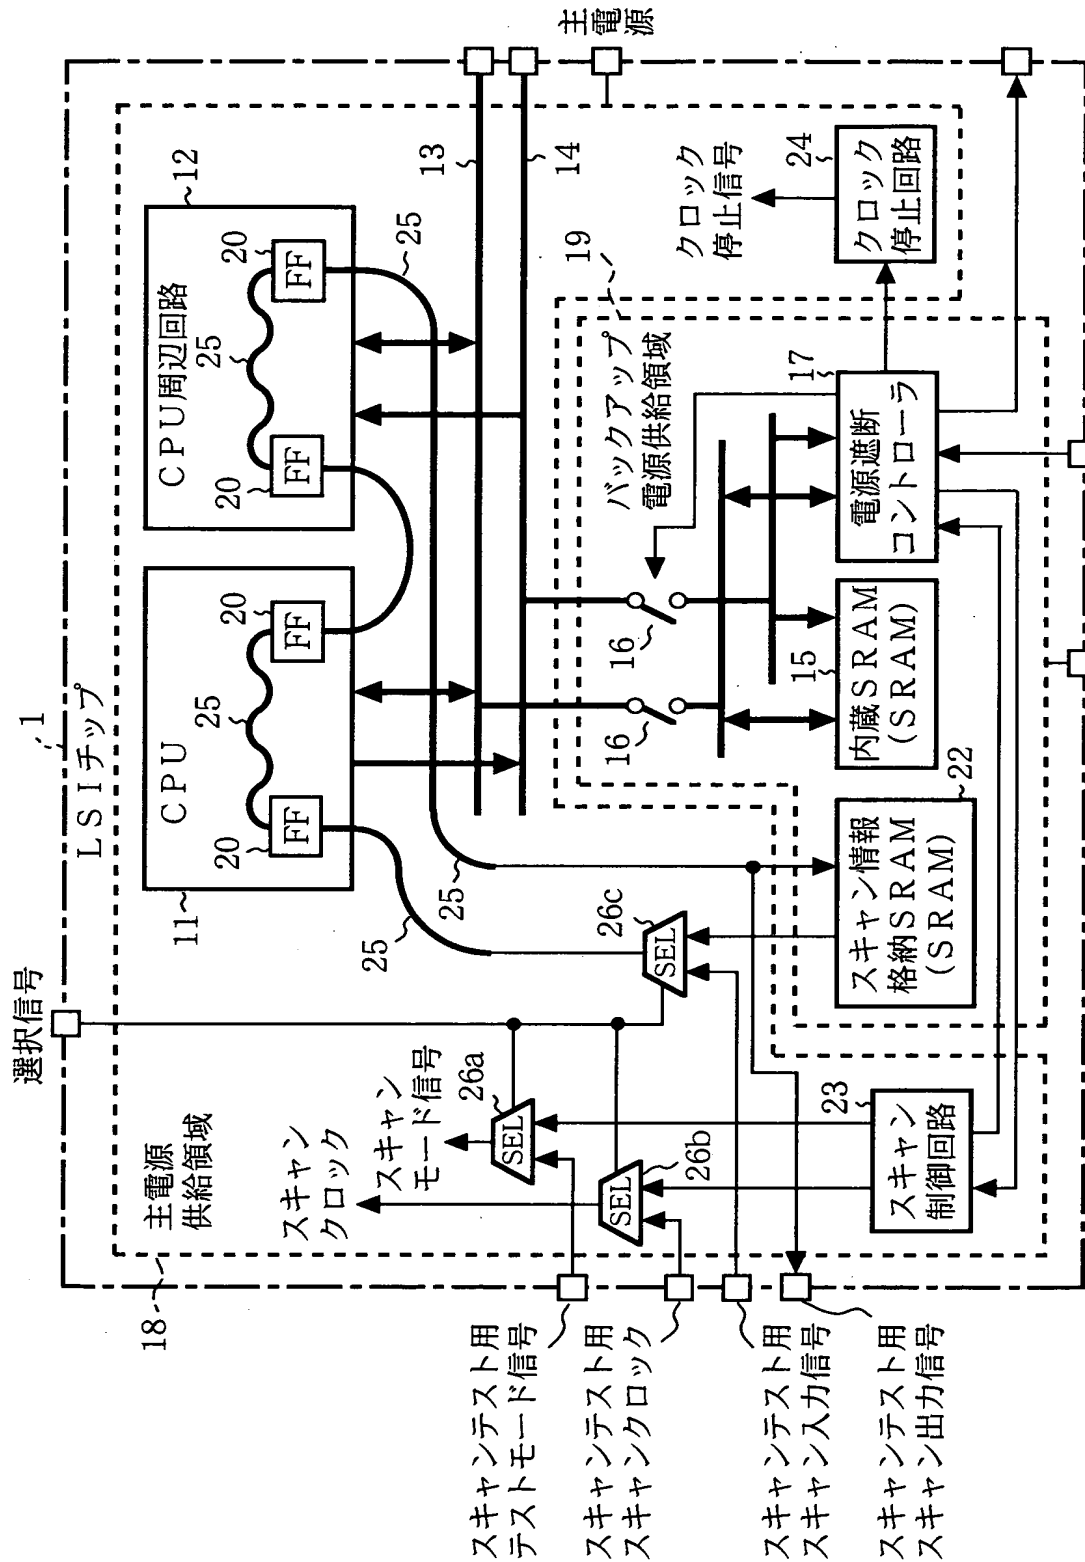 選択信号
1
LSIチップ
18
主電源
供給領域
11
CPU
20
FF
25
20
FF
12
CPU周辺回路
20
FF
25
20
FF
25
25
25
13
14
主電源
スキャン
クロック
スキャン
モード信号
26a
SEL
26b
SEL
26c
SEL
16
16
バックアップ
電源供給領域
19
クロック
停止信号
24
クロック
停止回路
23
スキャン
制御回路
22
スキャン情報
格納SRAM
(SRAM)
15
内蔵SRAM
(SRAM)
17
電源遮断
コントローラ
スキャンテスト用
テストモード信号
スキャンテスト用
スキャンクロック
スキャンテスト用
スキャン入力信号
スキャンテスト用
スキャン出力信号